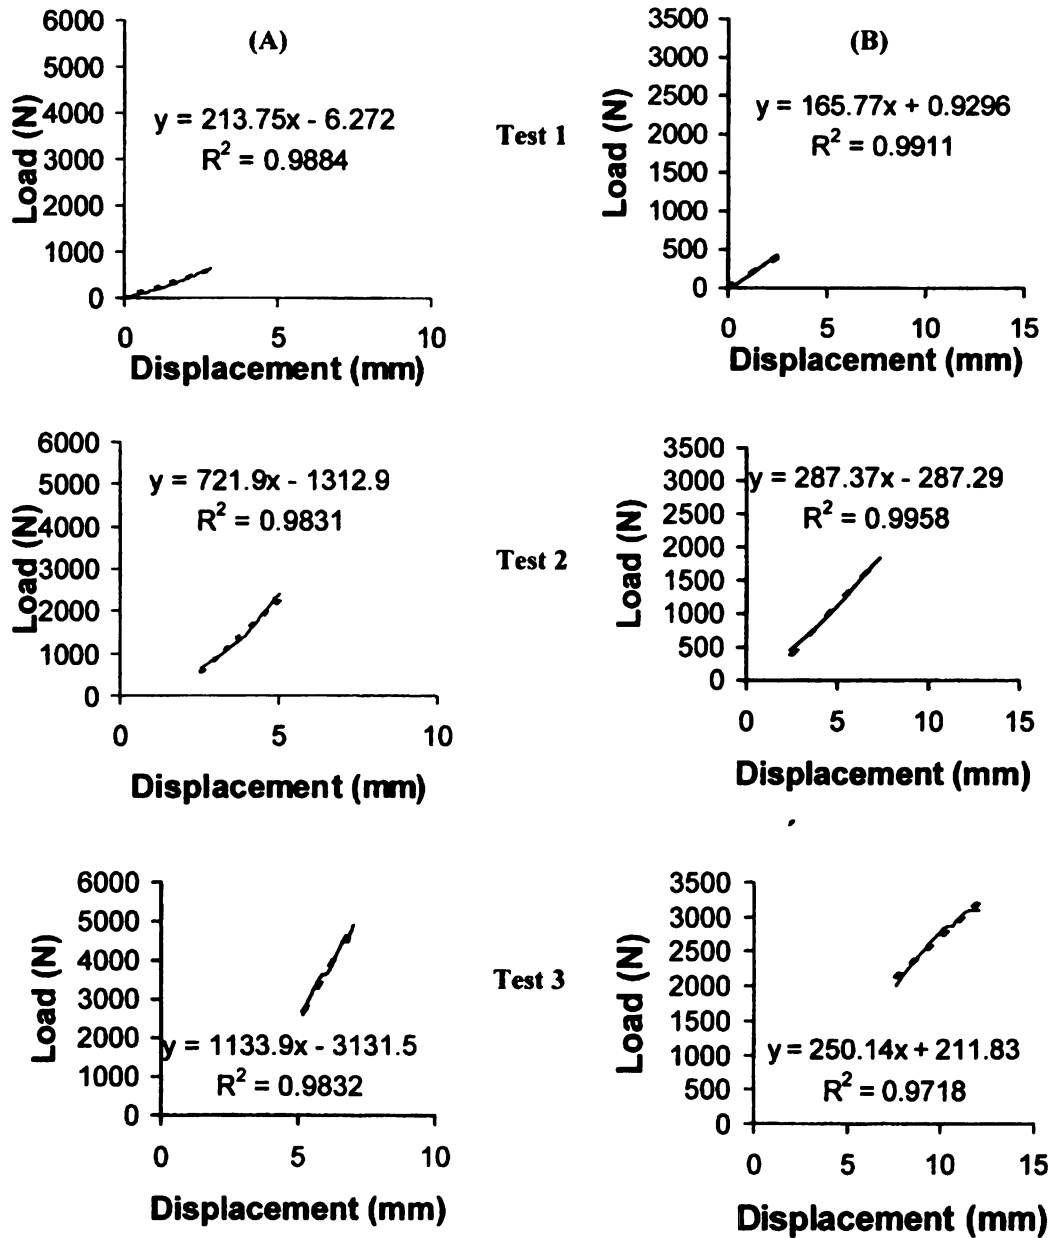 (A)
6000
5000
4000
3000
2000
1000
0
Load (N)
y = 213.75x - 6.272
R² = 0.9884
0 5 10
Displacement (mm)
Test 1
(B)
3500
3000
2500
2000
1500
1000
500
0
Load (N)
y = 165.77x + 0.9296
R² = 0.9911
0 5 10 15
Displacement (mm)
6000
5000
4000
3000
2000
1000
0
Load (N)
y = 721.9x - 1312.9
R² = 0.9831
0 5 10
Displacement (mm)
Test 2
3500
3000
2500
2000
1500
1000
500
0
Load (N)
y = 287.37x - 287.29
R² = 0.9958
0 5 10 15
Displacement (mm)
6000
5000
4000
3000
2000
1000
0
Load (N)
y = 1133.9x - 3131.5
R² = 0.9832
0 5 10
Displacement (mm)
Test 3
3500
3000
2500
2000
1500
1000
500
0
Load (N)
y = 250.14x + 211.83
R² = 0.9718
0 5 10 15
Displacement (mm)